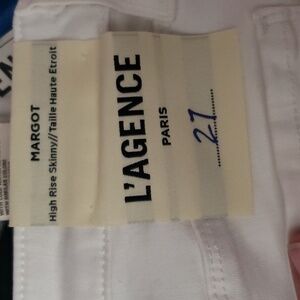 MARGOT
High Rise Skinny// Taille Haute Etroit
L'AGENCE
PARIS
27